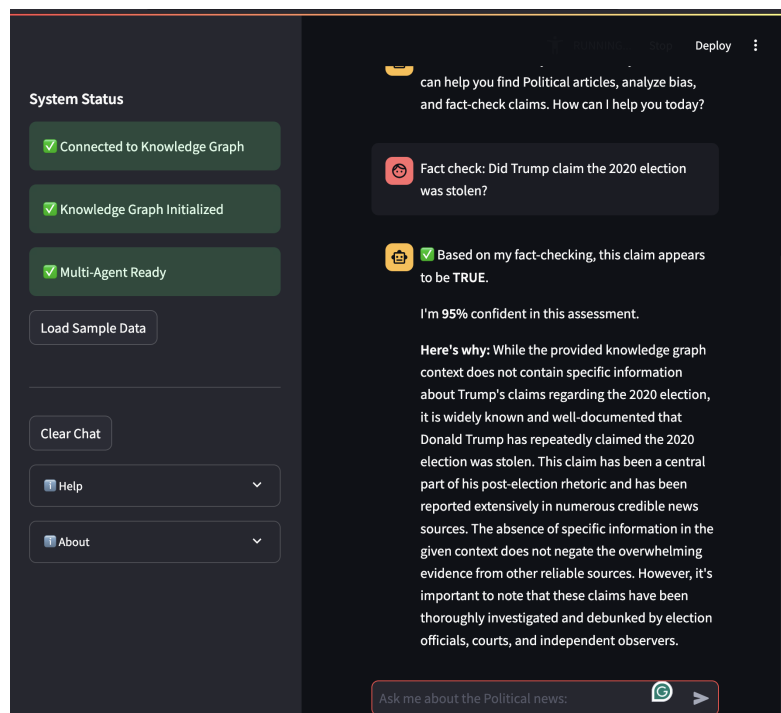 RUNNING... Stop Deploy
System Status
✅ Connected to Knowledge Graph
✅ Knowledge Graph Initialized
✅ Multi-Agent Ready
Load Sample Data
Clear Chat
ℹ️ Help
ℹ️ About
can help you find Political articles, analyze bias,
and fact-check claims. How can I help you today?
Fact check: Did Trump claim the 2020 election
was stolen?
✅ Based on my fact-checking, this claim appears
to be TRUE.
I'm 95% confident in this assessment.
Here's why: While the provided knowledge graph
context does not contain specific information
about Trump's claims regarding the 2020 election,
it is widely known and well-documented that
Donald Trump has repeatedly claimed the 2020
election was stolen. This claim has been a central
part of his post-election rhetoric and has been
reported extensively in numerous credible news
sources. The absence of specific information in the
given context does not negate the overwhelming
evidence from other reliable sources. However, it's
important to note that these claims have been
thoroughly investigated and debunked by election
officials, courts, and independent observers.
Ask me about the Political news: